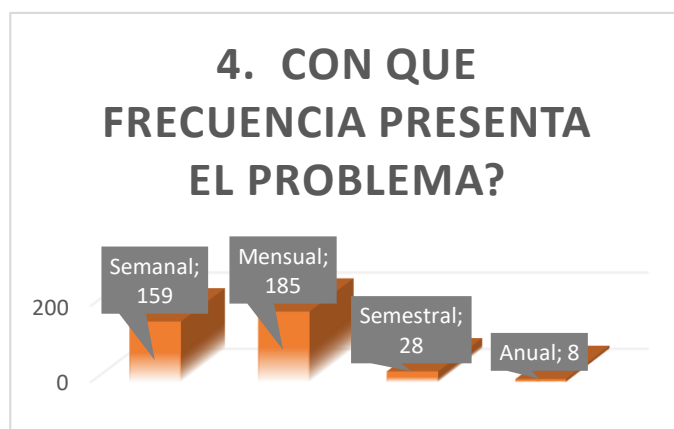 4. CON QUE
FRECUENCIA PRESENTA
EL PROBLEMA?
Semanal;
159
Mensual;
185
Semestral;
28
Anual; 8
200
0